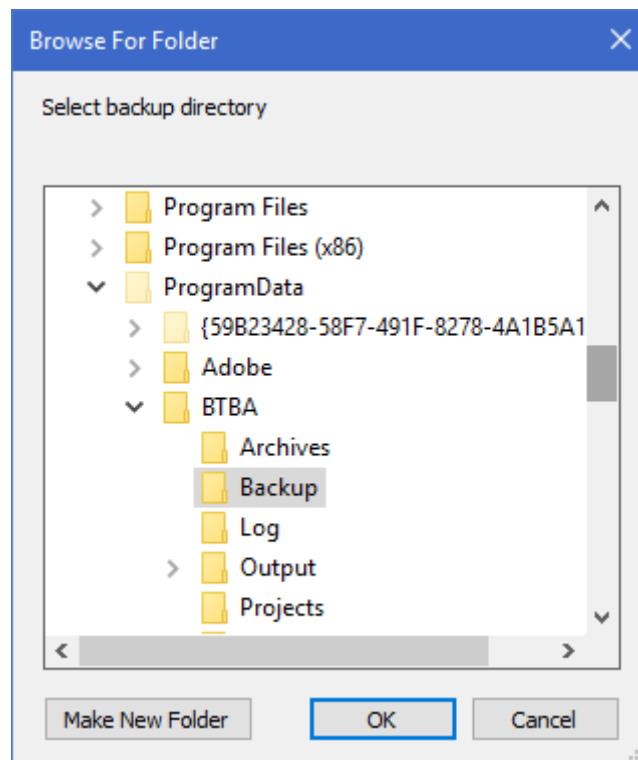 Browse For Folder
Select backup directory
Program Files
Program Files (x86)
ProgramData
{59B23428-58F7-491F-8278-4A1B5A1
Adobe
BTBA
Archives
Backup
Log
Output
Projects
Make New Folder OK Cancel